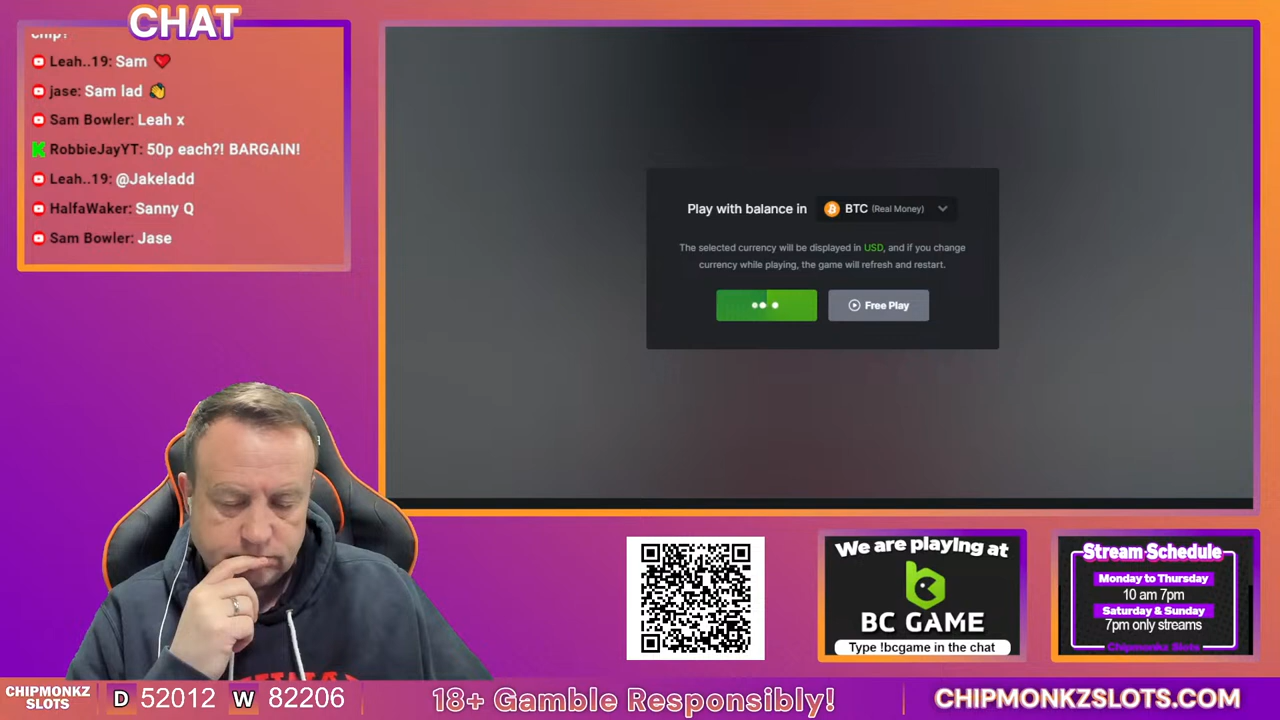 CHAT
chip?
Leah..19: Sam
jase: Sam lad
Sam Bowler: Leah x
RobbieJayYT: 50p each?! BARGAIN!
Leah..19: @Jakeladd
HalfaWaker: Sanny Q
Sam Bowler: Jase
Play with balance in BTC (Real Money)
The selected currency will be displayed in USD, and if you change
currency while playing, the game will refresh and restart.
Free Play
We are playing at
BC GAME
Type !bcgame in the chat
Stream Schedule
Monday to Thursday
10 am 7pm
Saturday & Sunday
7pm only streams
Chipmonkz Slots
CHIPMONKZ
SLOTS
D 52012 W 82206
18+ Gamble Responsibly!
CHIPMONKZSLOTS.COM